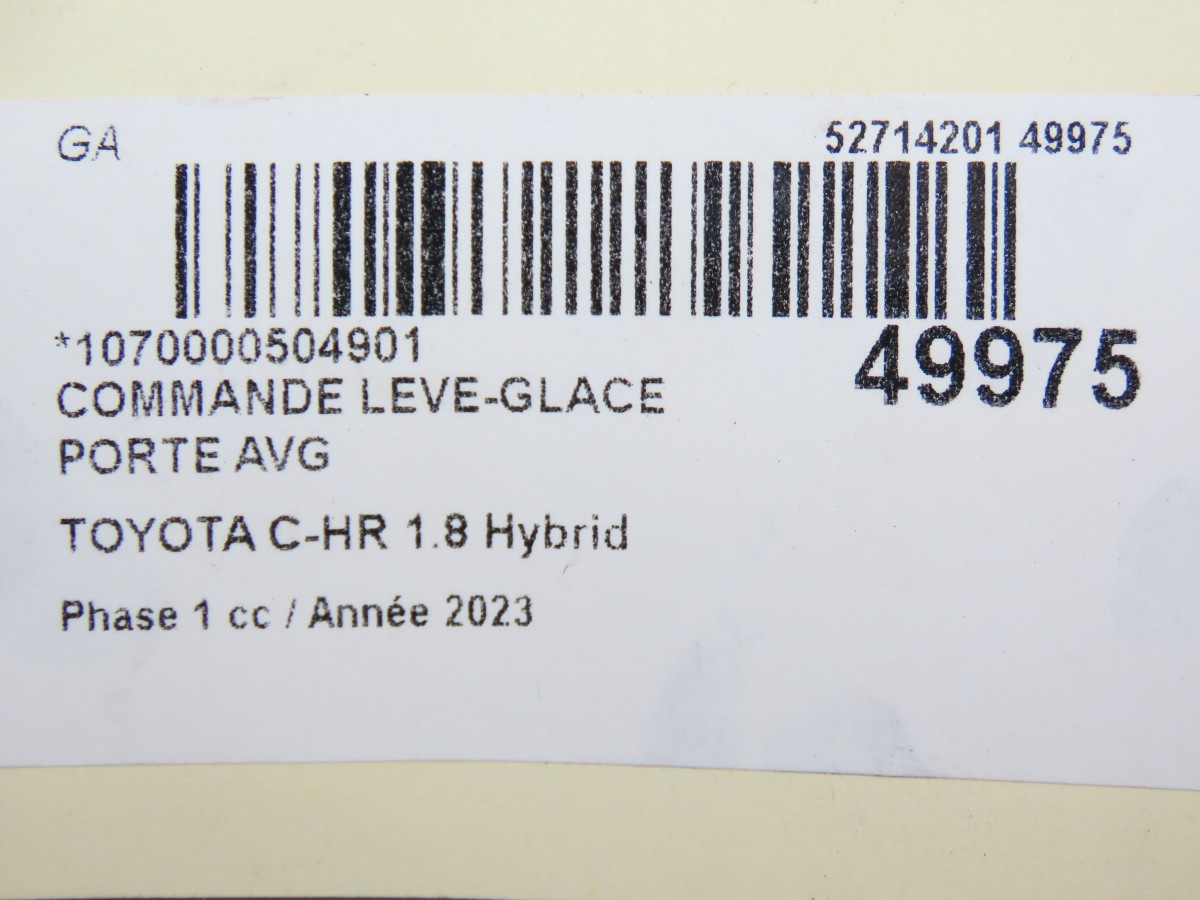 GA
52714201 49975
*1070000504901
49975
COMMANDE LEVE-GLACE
PORTE AVG
TOYOTA C-HR 1.8 Hybrid
Phase 1 cc / Année 2023